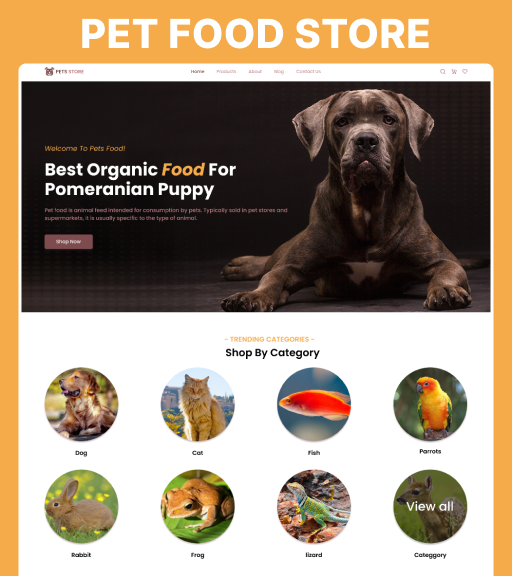 PET FOOD STORE
PETS STORE
Home Products About Blog Contact Us
Welcome To Pets Food!
Best Organic Food For
Pomeranian Puppy
Pet food is animal feed intended for consumption by pets. Typically sold in pet stores and
supermarkets, it is usually specific to the type of animal.
Shop Now
- TRENDING CATEGORIES -
Shop By Category
Dog Cat Fish Parrots
View all
Rabbit Frog lizard Categgory